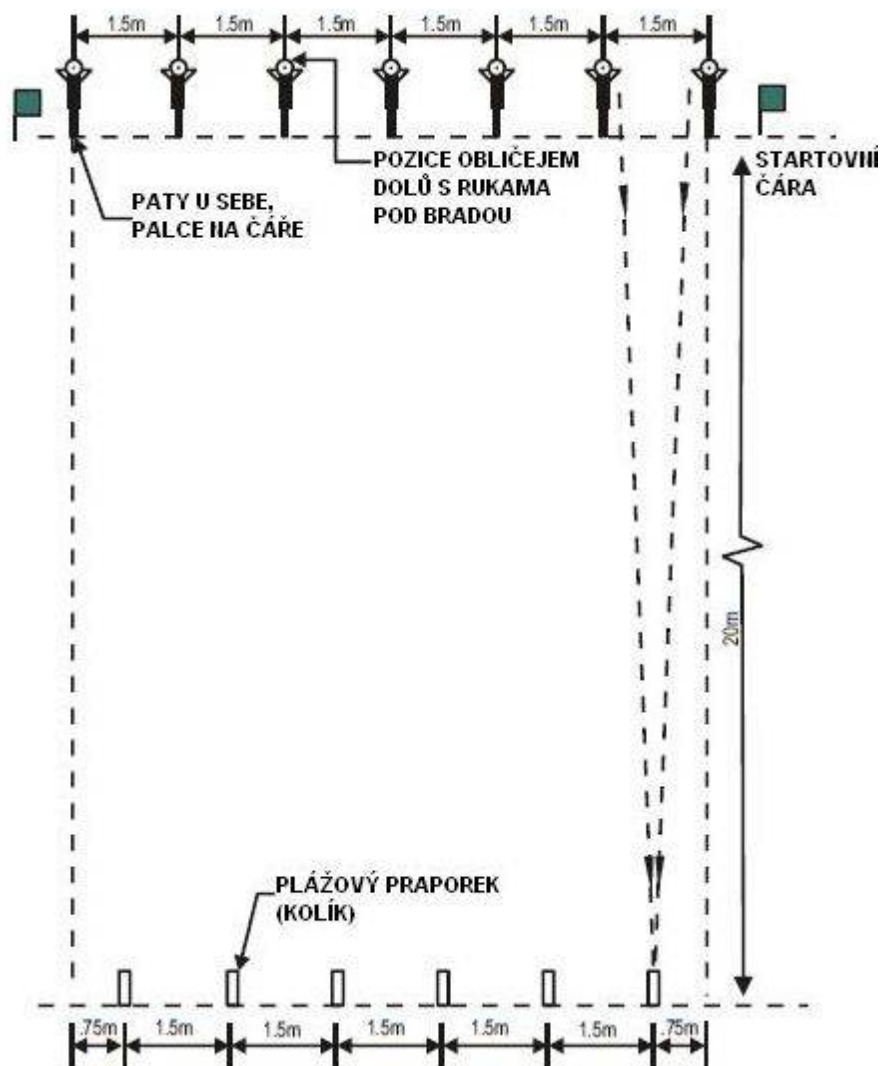 1.5m 1.5m 1.5m 1.5m 1.5m 1.5m
POZICE OBLIČEJEM
DOLŮ S RUKAMA
POD BRADOU
STARTOVNÍ
ČÁRA
PATY U SEBE,
PALCE NA ČÁŘE
20m
PLÁŽOVÝ PRAPOREK
(KOLÍK)
.75m 1.5m 1.5m 1.5m 1.5m 1.5m .75m